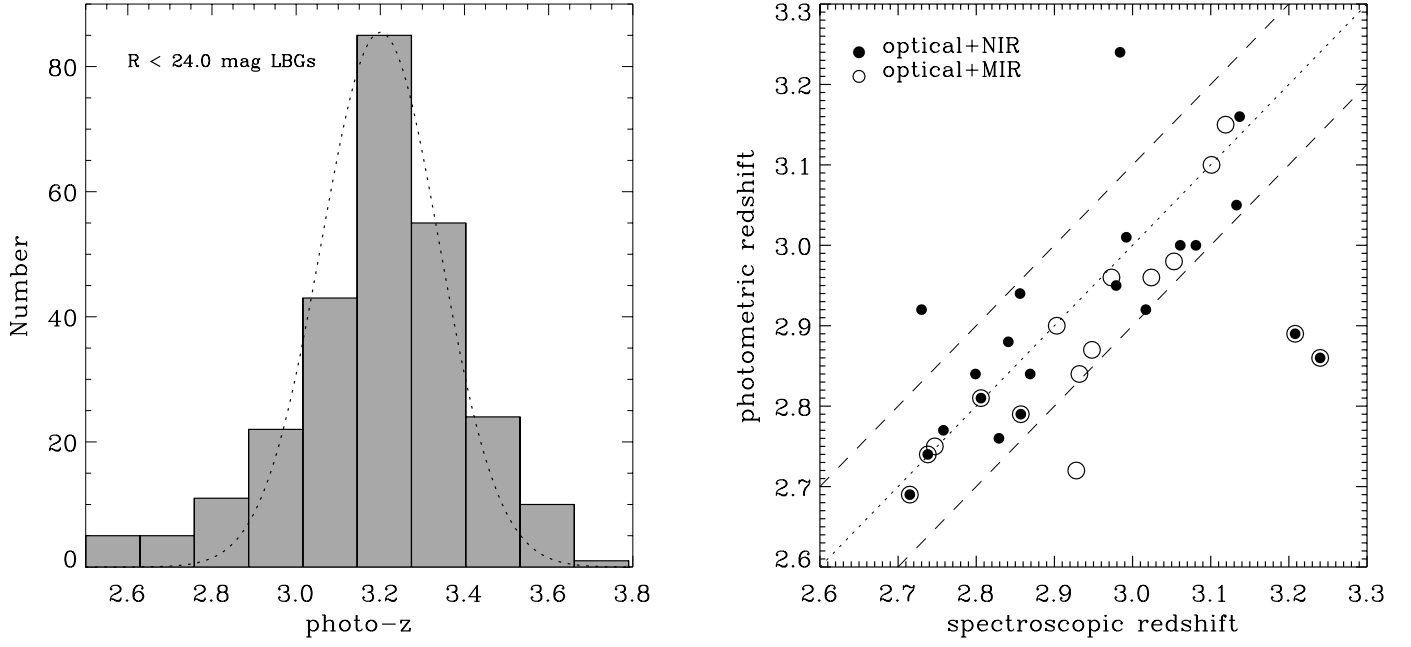 R < 24.0 mag LBGs
Number
80
60
40
20
0
2.6 2.8 3.0 3.2 3.4 3.6 3.8
photo-z
optical+NIR
optical+MIR
photometric redshift
3.3
3.2
3.1
3.0
2.9
2.8
2.7
2.6
2.6 2.7 2.8 2.9 3.0 3.1 3.2 3.3
spectroscopic redshift